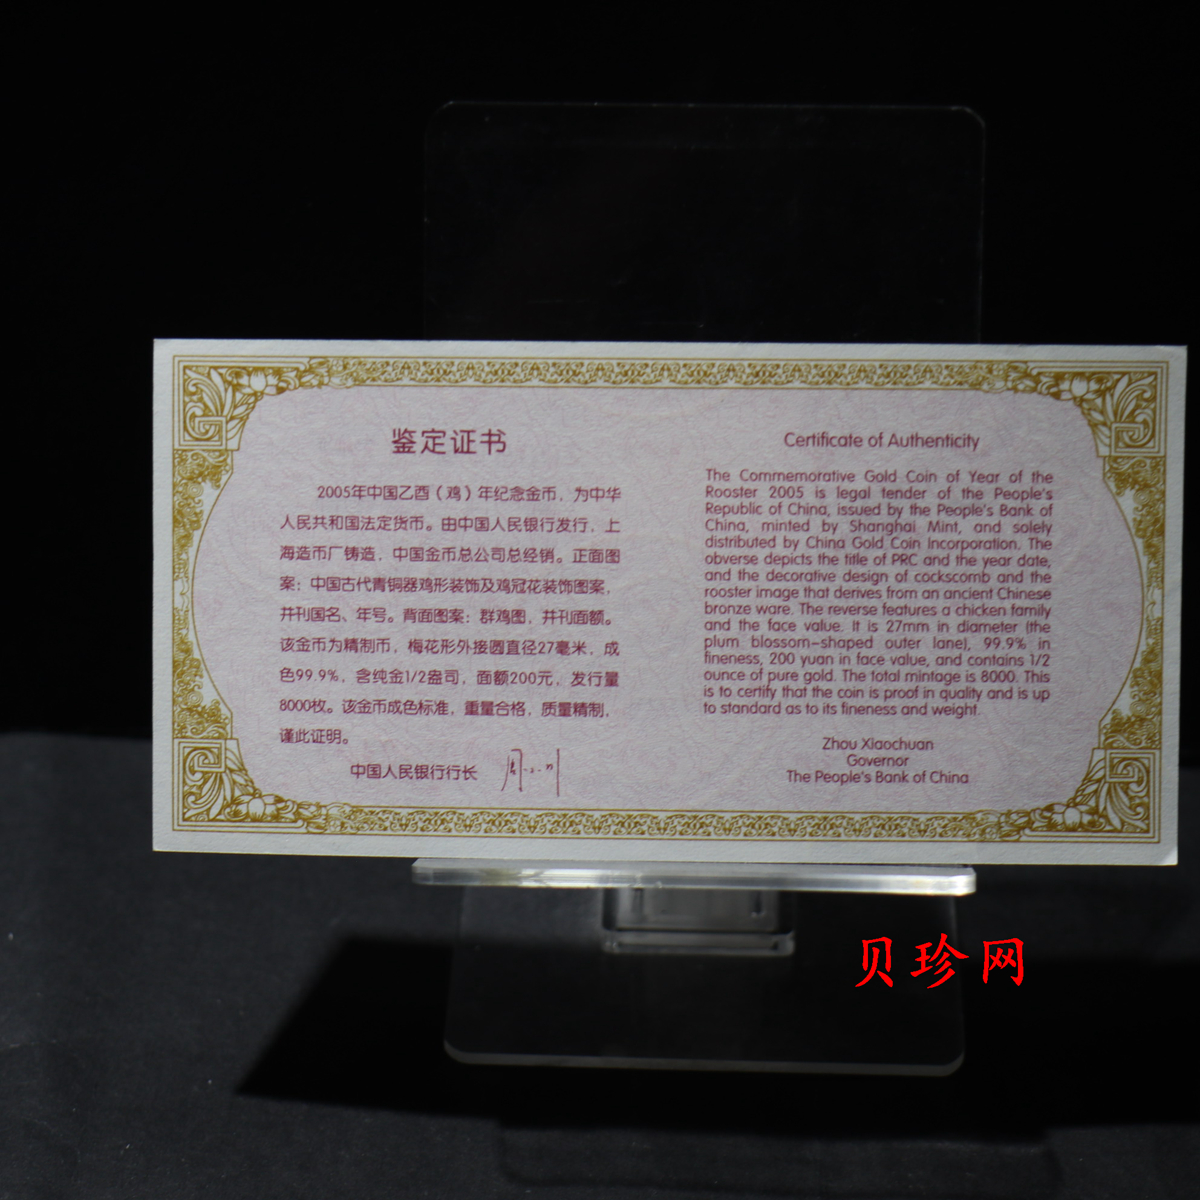 鉴定证书
2005年中国乙酉（鸡）年纪念金币，为中华
人民共和国法定货币。由中国人民银行发行，上
海造币厂铸造，中国金币总公司总经销。正面图
案：中国古代青铜器鸡形装饰及鸡冠花装饰图案，
并刊国名、年号。背面图案：群鸡图，并刊面额。
该金币为精制币，梅花形外接圆直径27毫米，成
色99.9%，含纯金1/2盎司，面额200元，发行量
8000枚。该金币成色标准，重量合格，质量精制，
谨此证明。
中国人民银行行长
Certificate of Authenticity
The Commemorative Gold Coin of Year of the
Rooster 2005 is legal tender of the People's
Republic of China, issued by the People's Bank of
China, minted by Shanghai Mint, and solely
distributed by China Gold Coin Incorporation. The
obverse depicts the title of PRC and the year date,
and the decorative design of cockscomb and the
rooster image that derives from an ancient Chinese
bronze ware. The reverse features a chicken family
and the face value. It is 27mm in diameter (the
plum blossom-shaped outer lane), 99.9% in
fineness, 200 yuan in face value, and contains 1/2
ounce of pure gold. The total mintage is 8000. This
is to certify that the coin is proof in quality and is up
to standard as to its fineness and weight.
Zhou Xiaochuan
Governor
The People's Bank of China
贝珍网